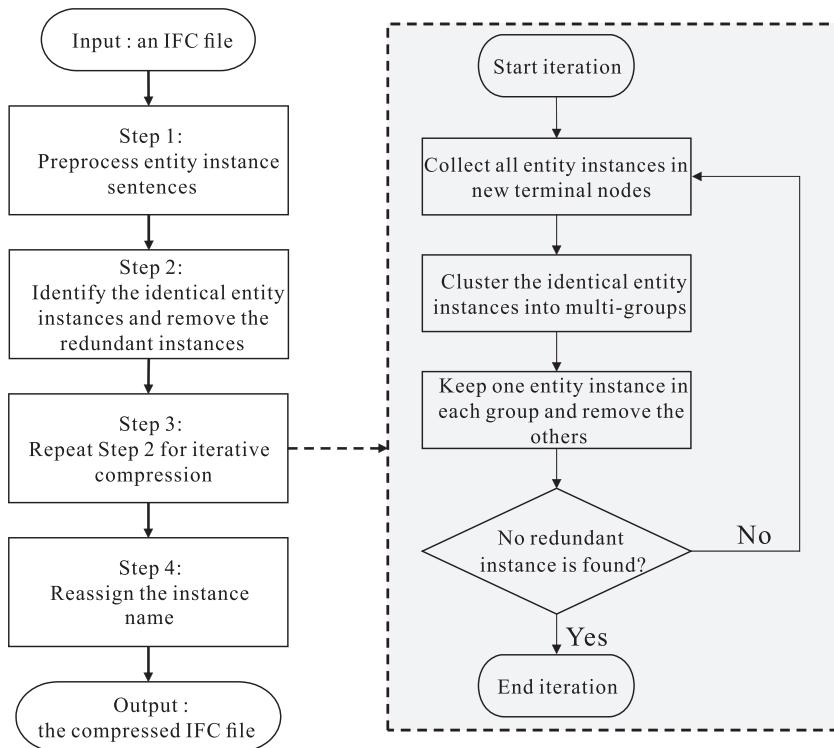 Input : an IFC file
Step 1:
Preprocess entity instance
sentences
Step 2:
Identify the identical entity
instances and remove the
redundant instances
Step 3:
Repeat Step 2 for iterative
compression
Step 4:
Reassign the instance
name
Output :
the compressed IFC file
Start iteration
Collect all entity instances in
new terminal nodes
Cluster the identical entity
instances into multi-groups
Keep one entity instance in
each group and remove the
others
No redundant
instance is found?
No
Yes
End iteration